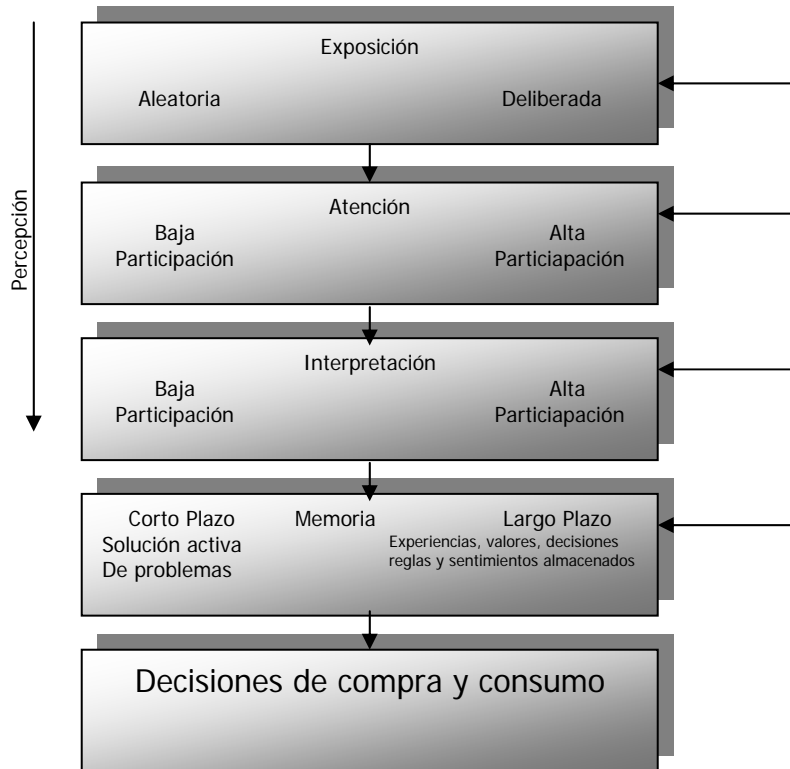 Percepción
Exposición
Aleatoria Deliberada
Atención
Baja Alta
Participación Particiapación
Interpretación
Baja Alta
Participación Particiapación
Corto Plazo Memoria Largo Plazo
Solución activa Experiencias, valores, decisiones
De problemas reglas y sentimientos almacenados
Decisiones de compra y consumo